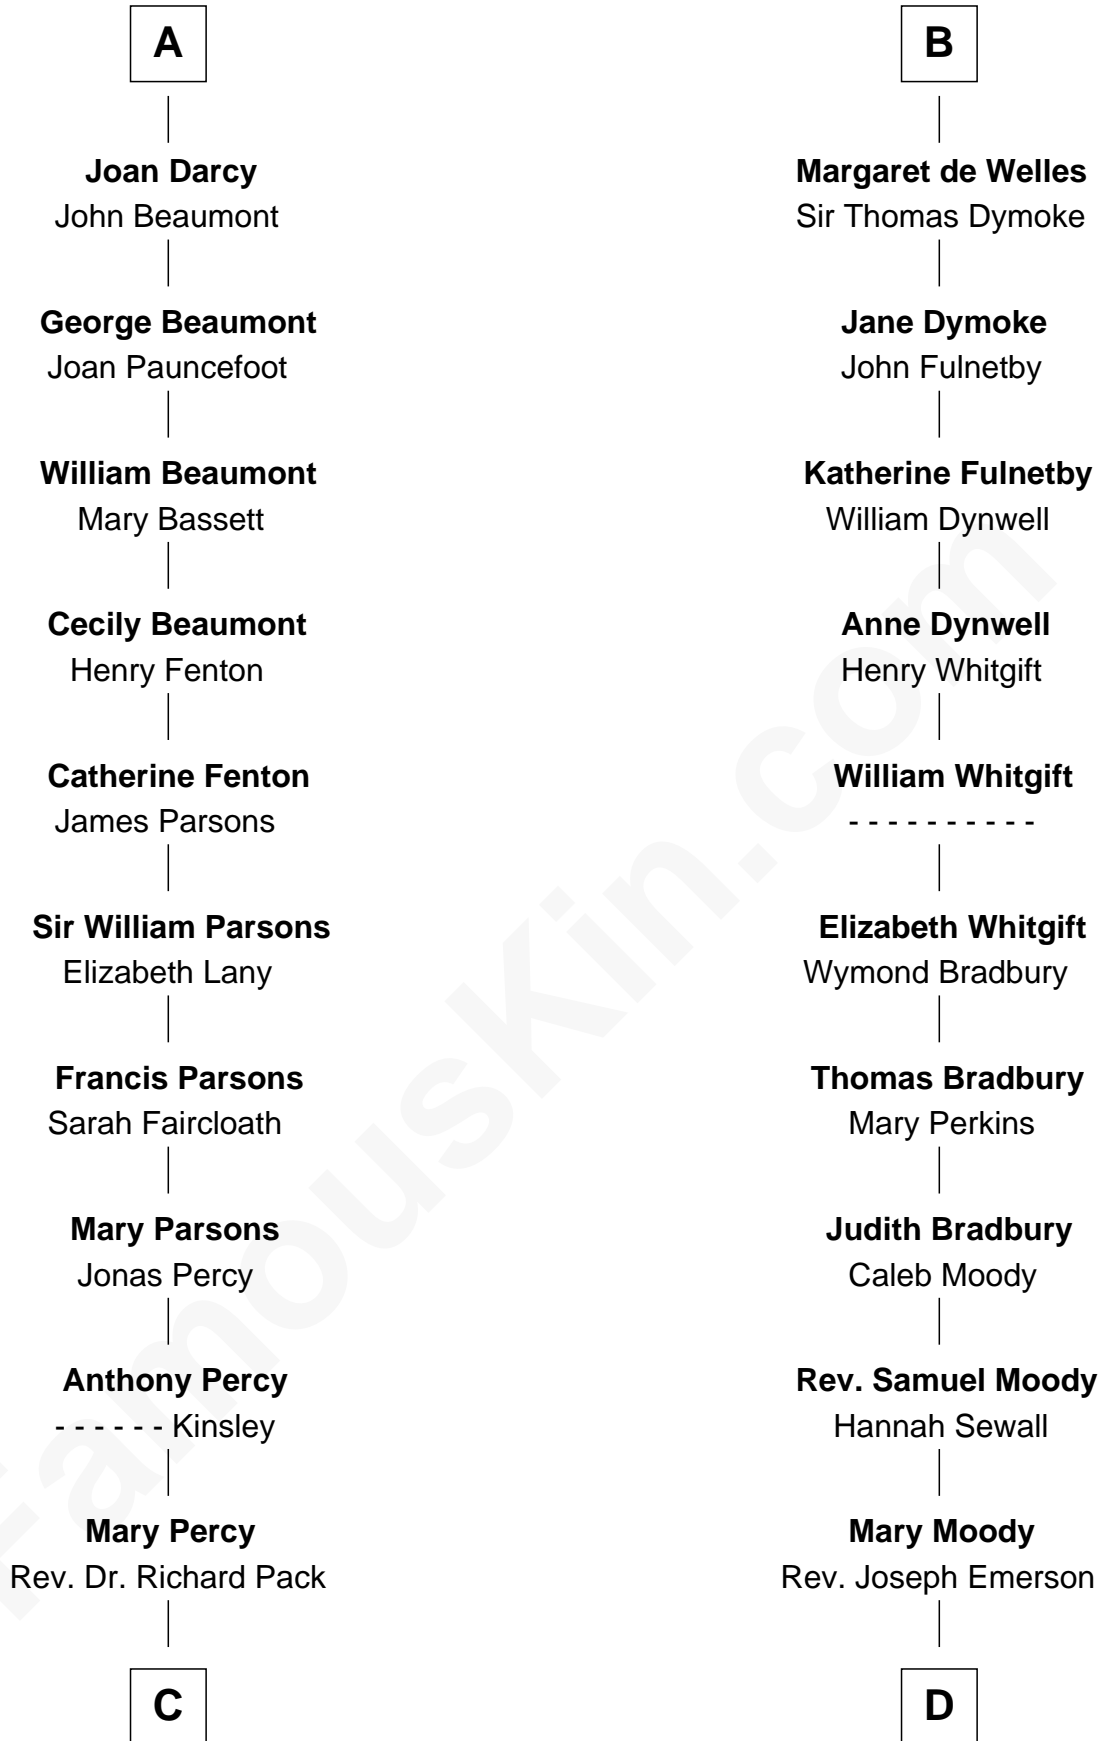 A
Joan Darcy
John Beaumont
George Beaumont
Joan Pauncefoot
William Beaumont
Mary Bassett
Cecily Beaumont
Henry Fenton
Catherine Fenton
James Parsons
Sir William Parsons
Elizabeth Lany
Francis Parsons
Sarah Faircloath
Mary Parsons
Jonas Percy
Anthony Percy
- - - - - - Kinsley
Mary Percy
Rev. Dr. Richard Pack
C
B
Margaret de Welles
Sir Thomas Dymoke
Jane Dymoke
John Fulnetby
Katherine Fulnetby
William Dynwell
Anne Dynwell
Henry Whitgift
William Whitgift
- - - - - - - - - -
Elizabeth Whitgift
Wymond Bradbury
Thomas Bradbury
Mary Perkins
Judith Bradbury
Caleb Moody
Rev. Samuel Moody
Hannah Sewall
Mary Moody
Rev. Joseph Emerson
D
FamousKin.com